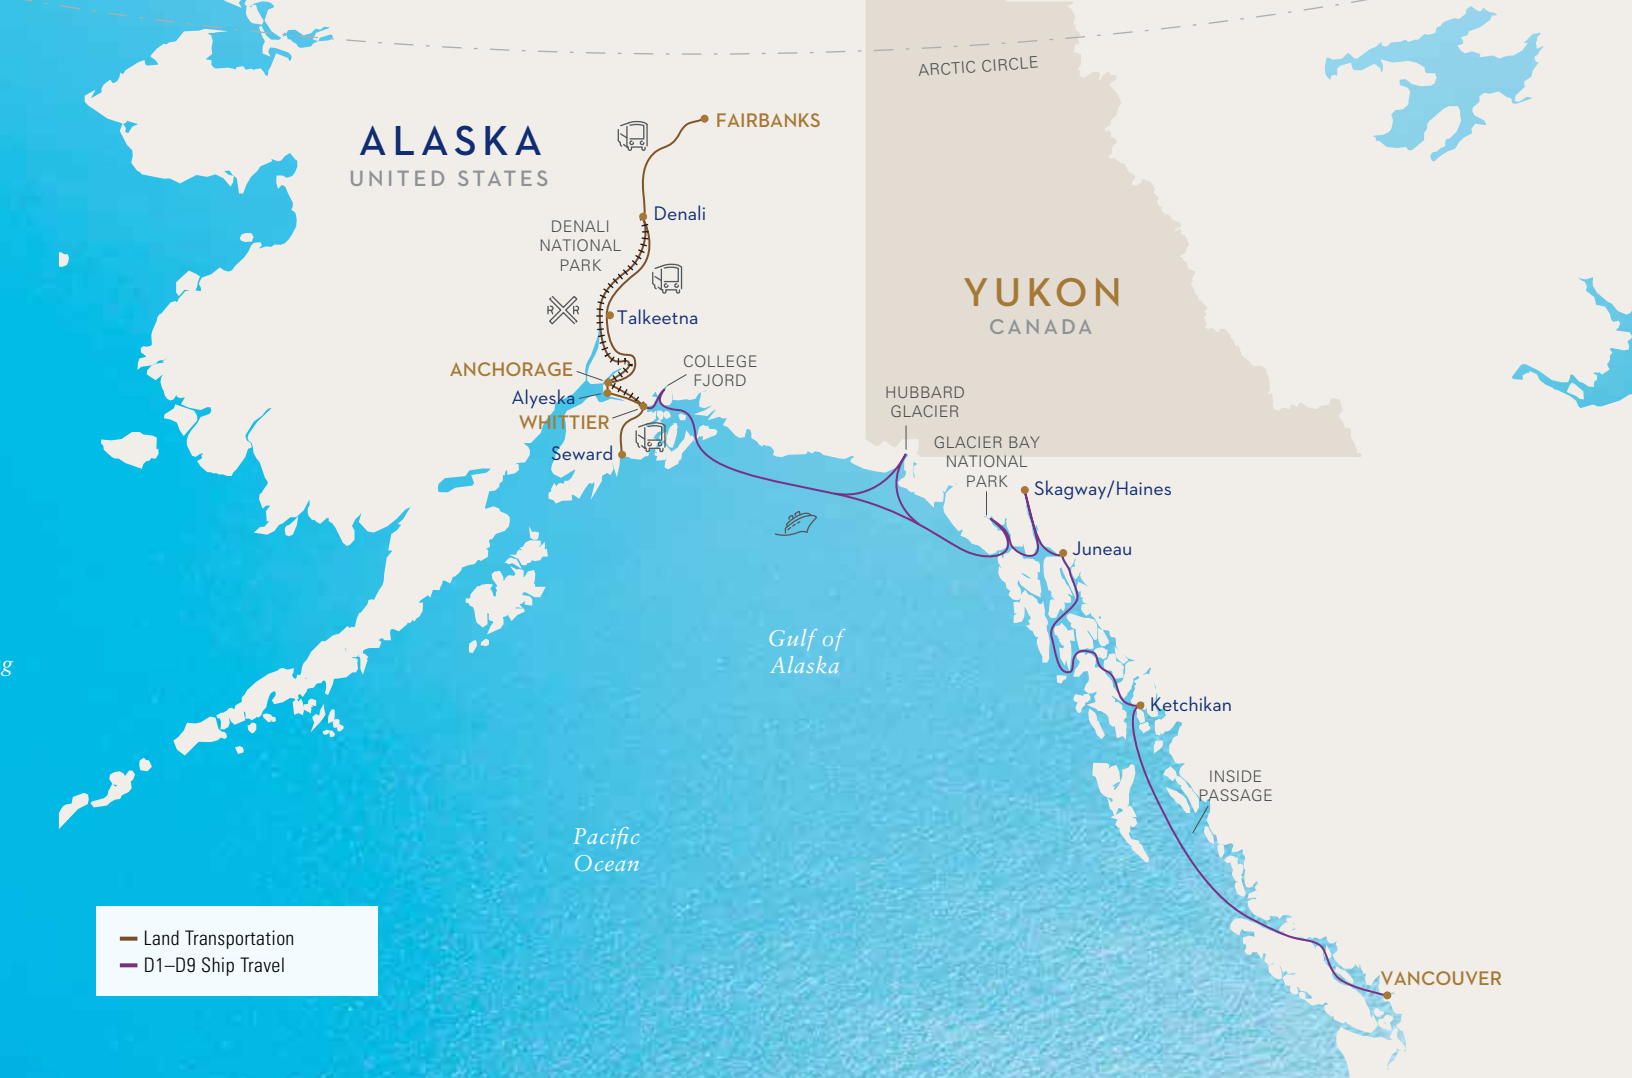 ARCTIC CIRCLE
FAIRBANKS
ALASKA
UNITED STATES
Denali
DENALI
NATIONAL
PARK
YUKON
CANADA
R R
Talkeetna
ANCHORAGE
COLLEGE
FJORD
Alyeska
HUBBARD
GLACIER
WHITTIER
GLACIER BAY
NATIONAL
PARK
Seward
Skagway/Haines
Juneau
Gulf of
Alaska
g
Ketchikan
INSIDE
PASSAGE
Pacific
Ocean
Land Transportation
D1–D9 Ship Travel
VANCOUVER